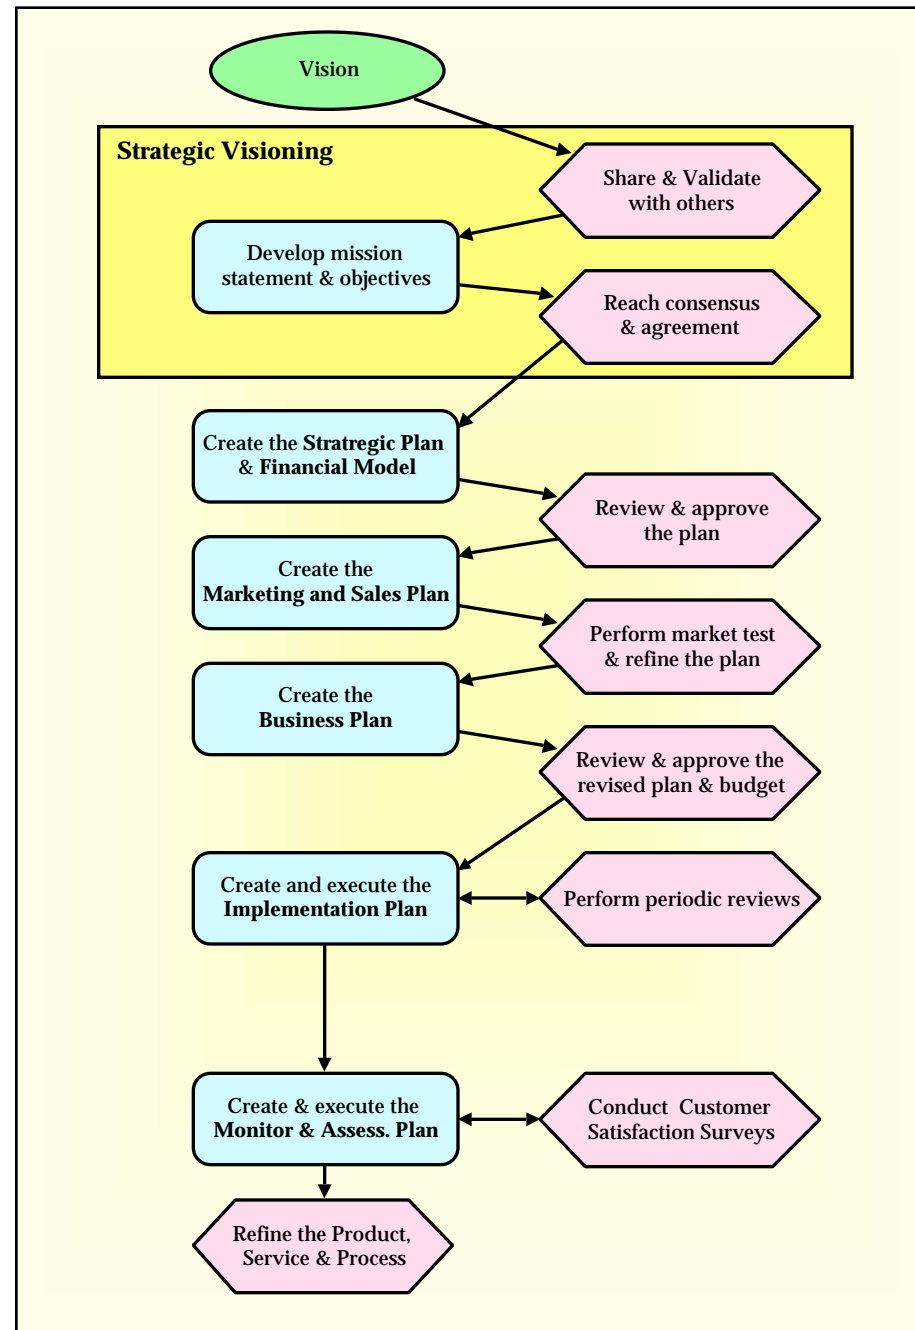 Vision
Strategic Visioning
Share & Validate
with others
Develop mission
statement & objectives
Reach consensus
& agreement
Create the Stratregic Plan
& Financial Model
Review & approve
the plan
Create the
Marketing and Sales Plan
Perform market test
& refine the plan
Create the
Business Plan
Review & approve the
revised plan & budget
Create and execute the
Implementation Plan
Perform periodic reviews
Create & execute the
Monitor & Assess. Plan
Conduct Customer
Satisfaction Surveys
Refine the Product,
Service & Process